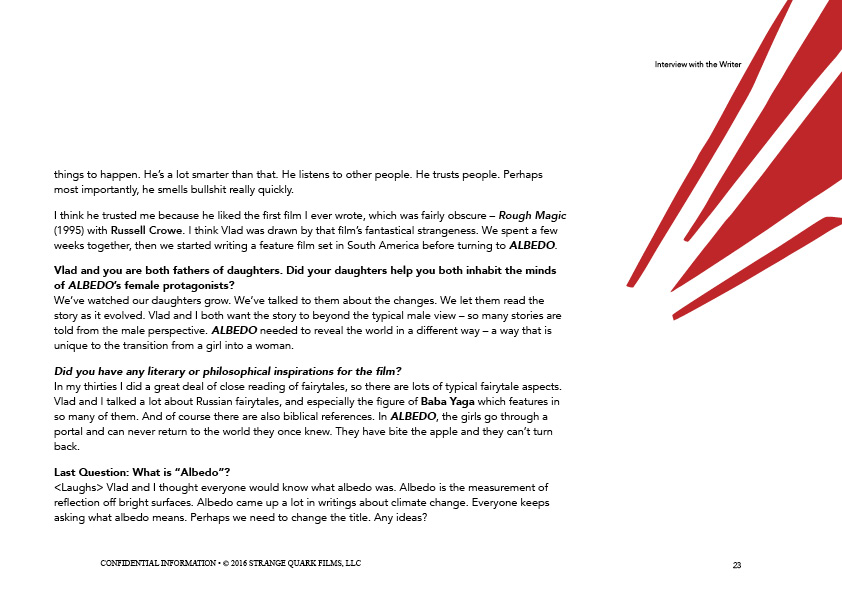 Interview with the Writer
things to happen. He’s a lot smarter than that. He listens to other people. He trusts people. Perhaps
most importantly, he smells bullshit really quickly.
I think he trusted me because he liked the first film I ever wrote, which was fairly obscure – Rough Magic
(1995) with Russell Crowe. I think Vlad was drawn by that film’s fantastical strangeness. We spent a few
weeks together, then we started writing a feature film set in South America before turning to ALBEDO.
Vlad and you are both fathers of daughters. Did your daughters help you both inhabit the minds
of ALBEDO’s female protagonists?
We’ve watched our daughters grow. We’ve talked to them about the changes. We let them read the
story as it evolved. Vlad and I both want the story to beyond the typical male view – so many stories are
told from the male perspective. ALBEDO needed to reveal the world in a different way – a way that is
unique to the transition from a girl into a woman.
Did you have any literary or philosophical inspirations for the film?
In my thirties I did a great deal of close reading of fairytales, so there are lots of typical fairytale aspects.
Vlad and I talked a lot about Russian fairytales, and especially the figure of Baba Yaga which features in
so many of them. And of course there are also biblical references. In ALBEDO, the girls go through a
portal and can never return to the world they once knew. They have bite the apple and they can’t turn
back.
Last Question: What is “Albedo”?
<Laughs> Vlad and I thought everyone would know what albedo was. Albedo is the measurement of
reflection off bright surfaces. Albedo came up a lot in writings about climate change. Everyone keeps
asking what albedo means. Perhaps we need to change the title. Any ideas?
CONFIDENTIAL INFORMATION • © 2016 STRANGE QUARK FILMS, LLC
23